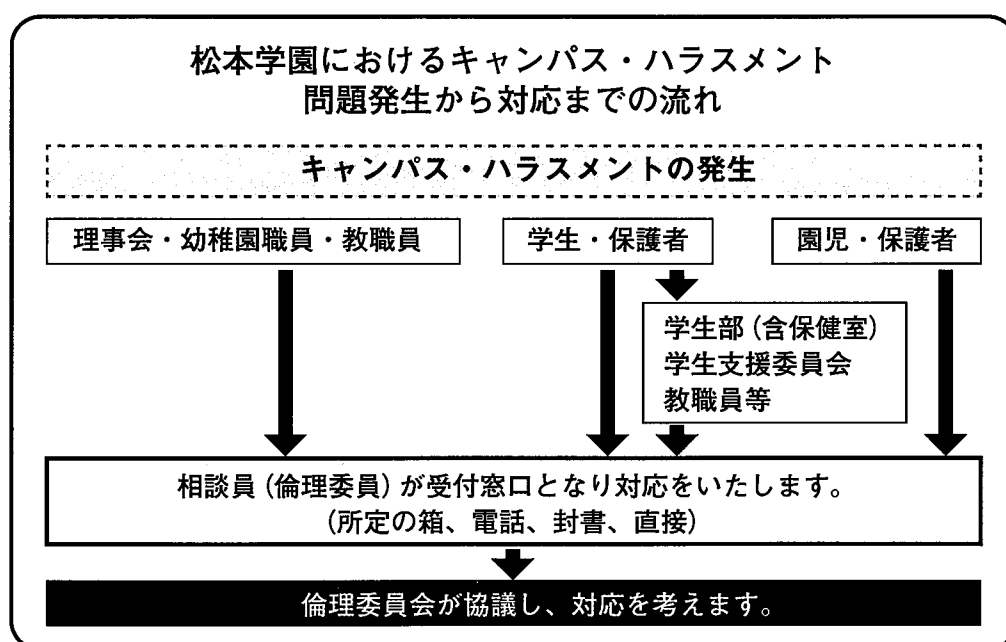 松本学園におけるキャンパス・ハラスメント
問題発生から対応までの流れ
キャンパス・ハラスメントの発生
理事会・幼稚園職員・教職員
学生・保護者
園児・保護者
学生部(含保健室)
学生支援委員会
教職員等
相談員(倫理委員)が受付窓口となり対応をいたします。
(所定の箱、電話、封書、直接)
倫理委員会が協議し、対応を考えます。